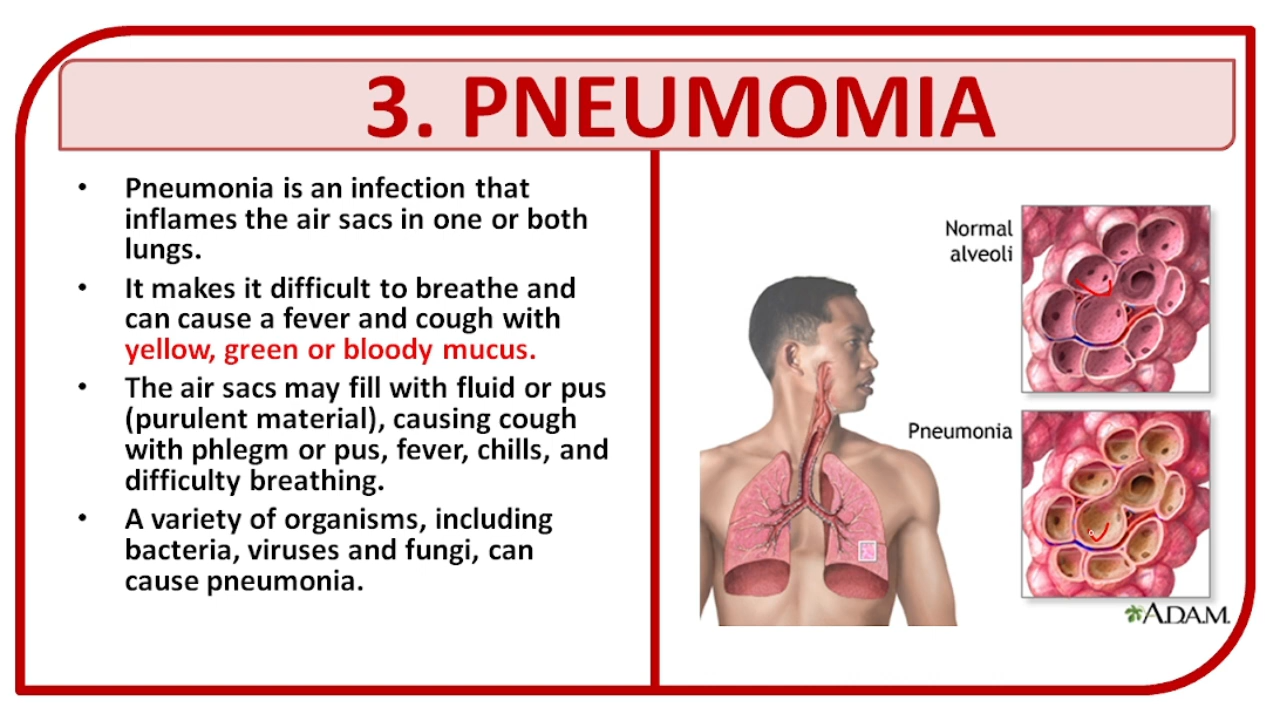 3. PNEUMOMIA
• Pneumonia is an infection that
inflames the air sacs in one or both
lungs.
• It makes it difficult to breathe and
can cause a fever and cough with
yellow, green or bloody mucus.
• The air sacs may fill with fluid or pus
(purulent material), causing cough
with phlegm or pus, fever, chills, and
difficulty breathing.
• A variety of organisms, including
bacteria, viruses and fungi, can
cause pneumonia.
Normal
alveoli
Pneumonia
A.D.A.M.